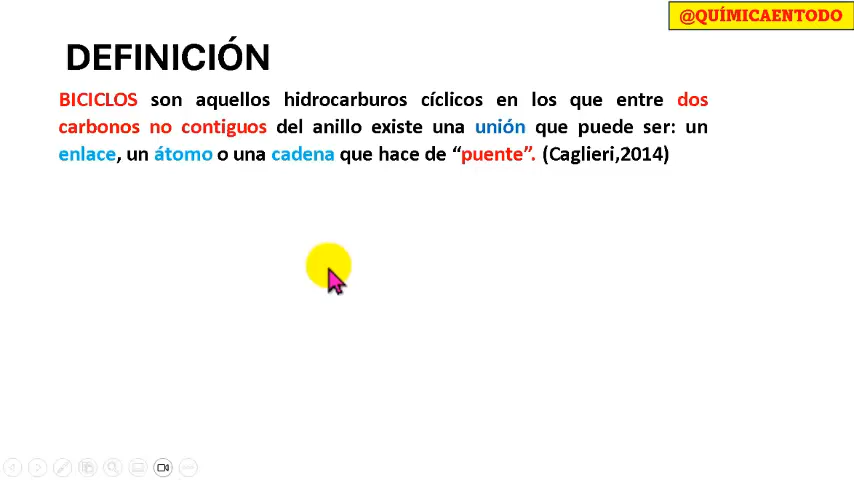 @QUÍMICAENTODO
DEFINICIÓN
BICICLOS son aquellos hidrocarburos cíclicos en los que entre dos
carbonos no contiguos del anillo existe una unión que puede ser: un
enlace, un átomo o una cadena que hace de “puente”. (Caglieri,2014)